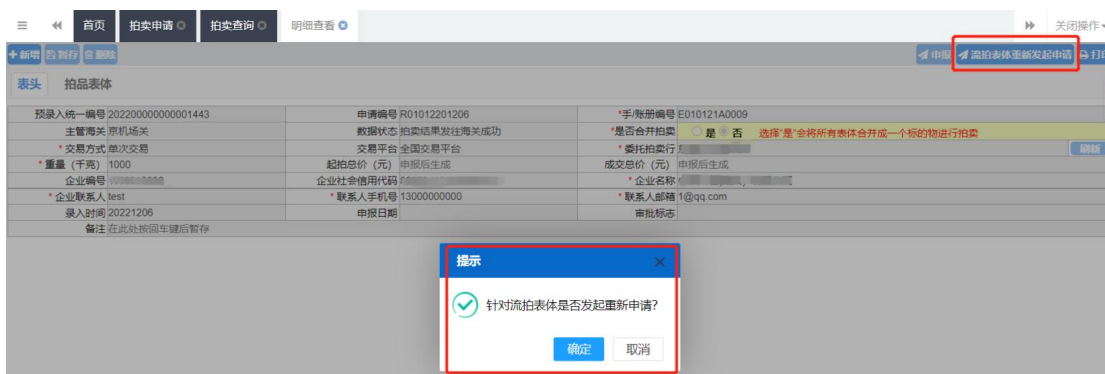 首页 拍卖申请 拍卖查询 明细查看 关闭操作
+新增 暂存 删除 申报 流拍表体重新发起申请
表头 拍品表体
预录入统一编号 202200000000001443 申请编号 R01012201206 *手/账册编号 E010121A0009
主管海关 京机场关 数据状态 拍卖结果发往海关成功 *是否合并拍卖 是 否 选择"是"会将所有表体合并成一个标的物进行拍卖
*交易方式 单次交易 交易平台 全国交易平台 *委托拍卖行 刷新
*重量（千克） 1000 起拍总价（元） 申报后生成 成交总价（元） 申报后生成
企业编号 企业社会信用代码 *企业名称
*企业联系人 test *联系人手机号 13000000000 *联系人邮箱 1@qq.com
录入时间 20221206 申报日期 审批标志
备注 在此处按回车键后暂存
提示
针对流拍表体是否发起重新申请?
确定 取消